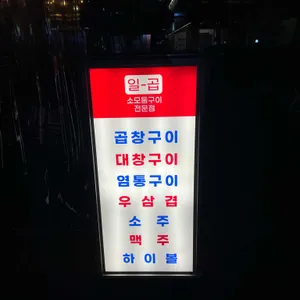 일-곱
소모둠구이
전문점
곱창구이
대창구이
염통구이
우삼겹
소주
맥주
하이볼